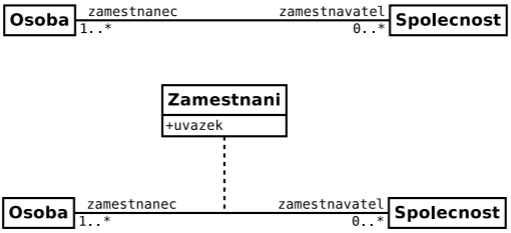 Osoba zamestnanec zamestnavatel Spolecnost
1..* 0..*
Zamestnani
+uvazek
Osoba zamestnanec zamestnavatel Spolecnost
1..* 0..*